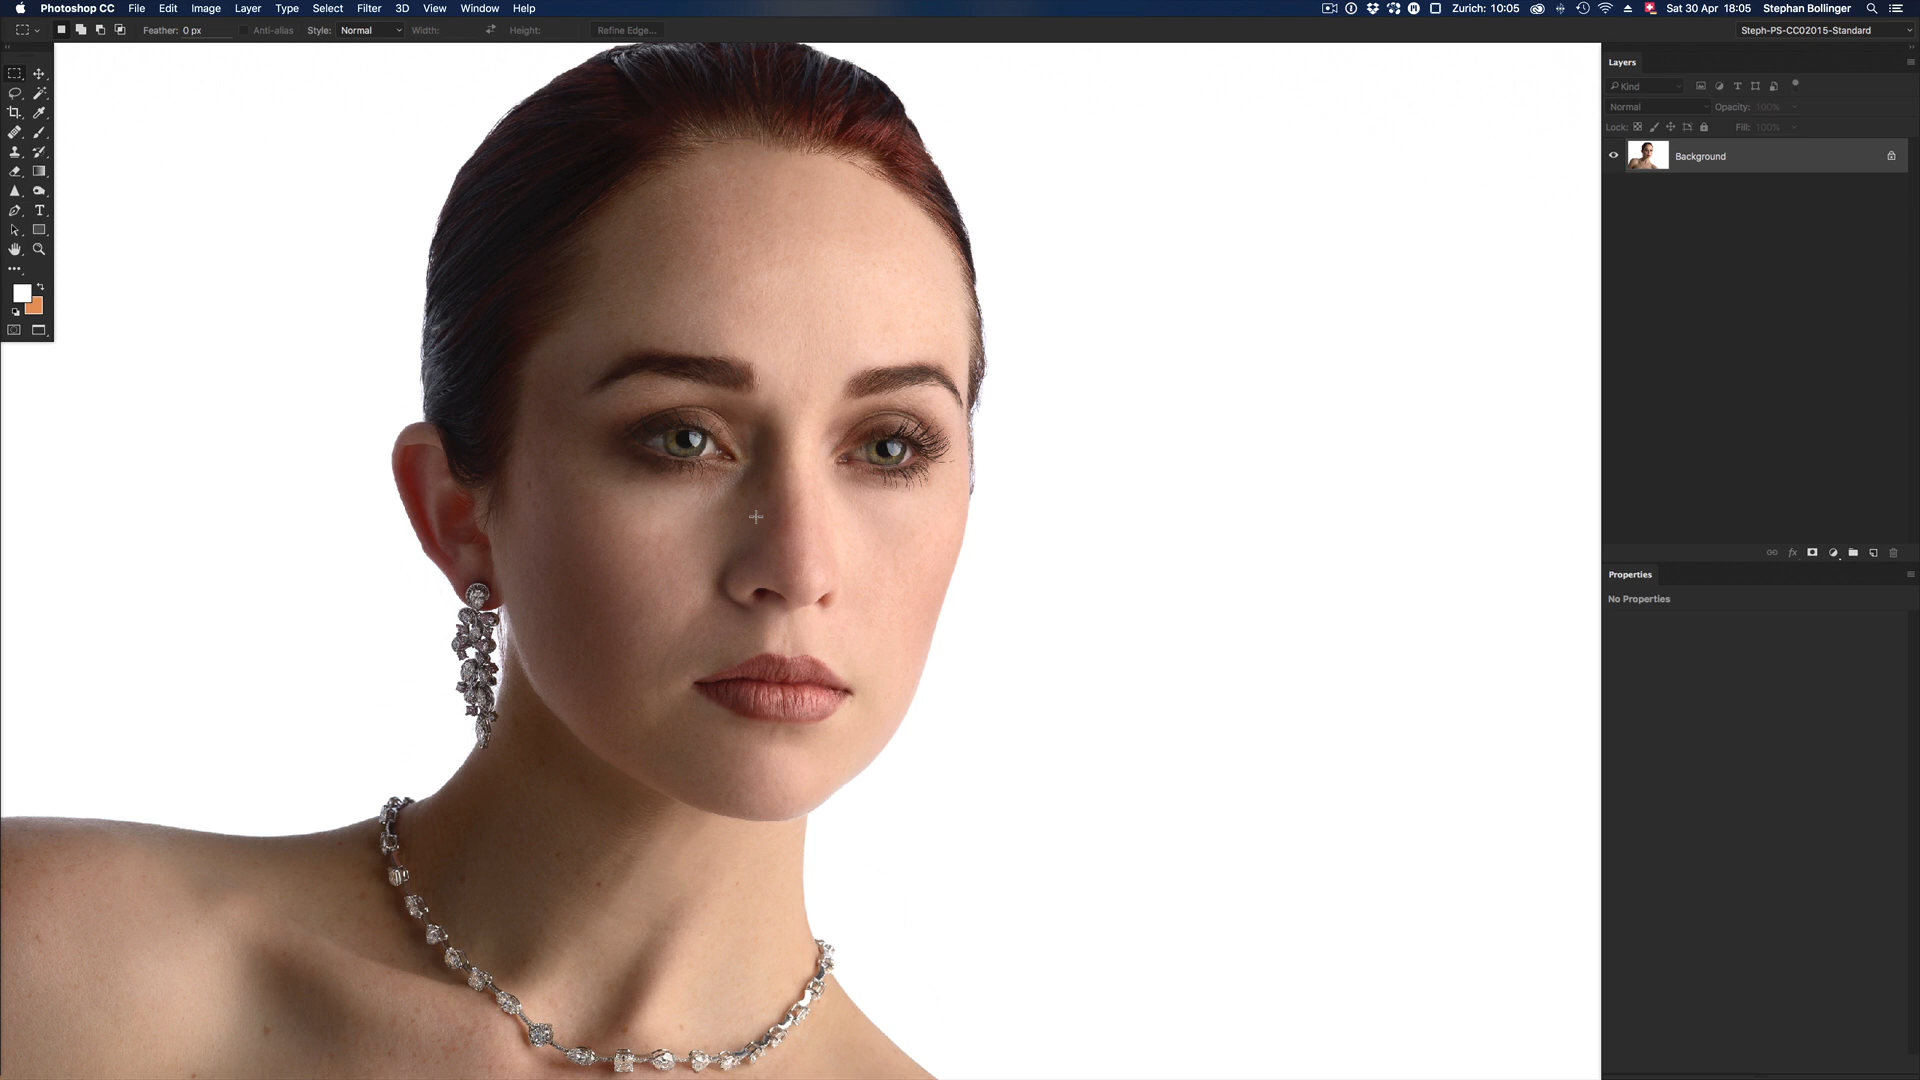 Photoshop CC File Edit Image Layer Type Select Filter 3D View Window Help Zurich: 10:05 Sat 30 Apr 18:05 Stephan Bollinger
Feather: 0 px Anti-alias Style: Normal Width: Height: Refine Edge... Steph-PS-CC02015-Standard
Layers
Kind
Normal Opacity: 100%
Lock: Fill: 100%
Background
fx
Properties
No Properties